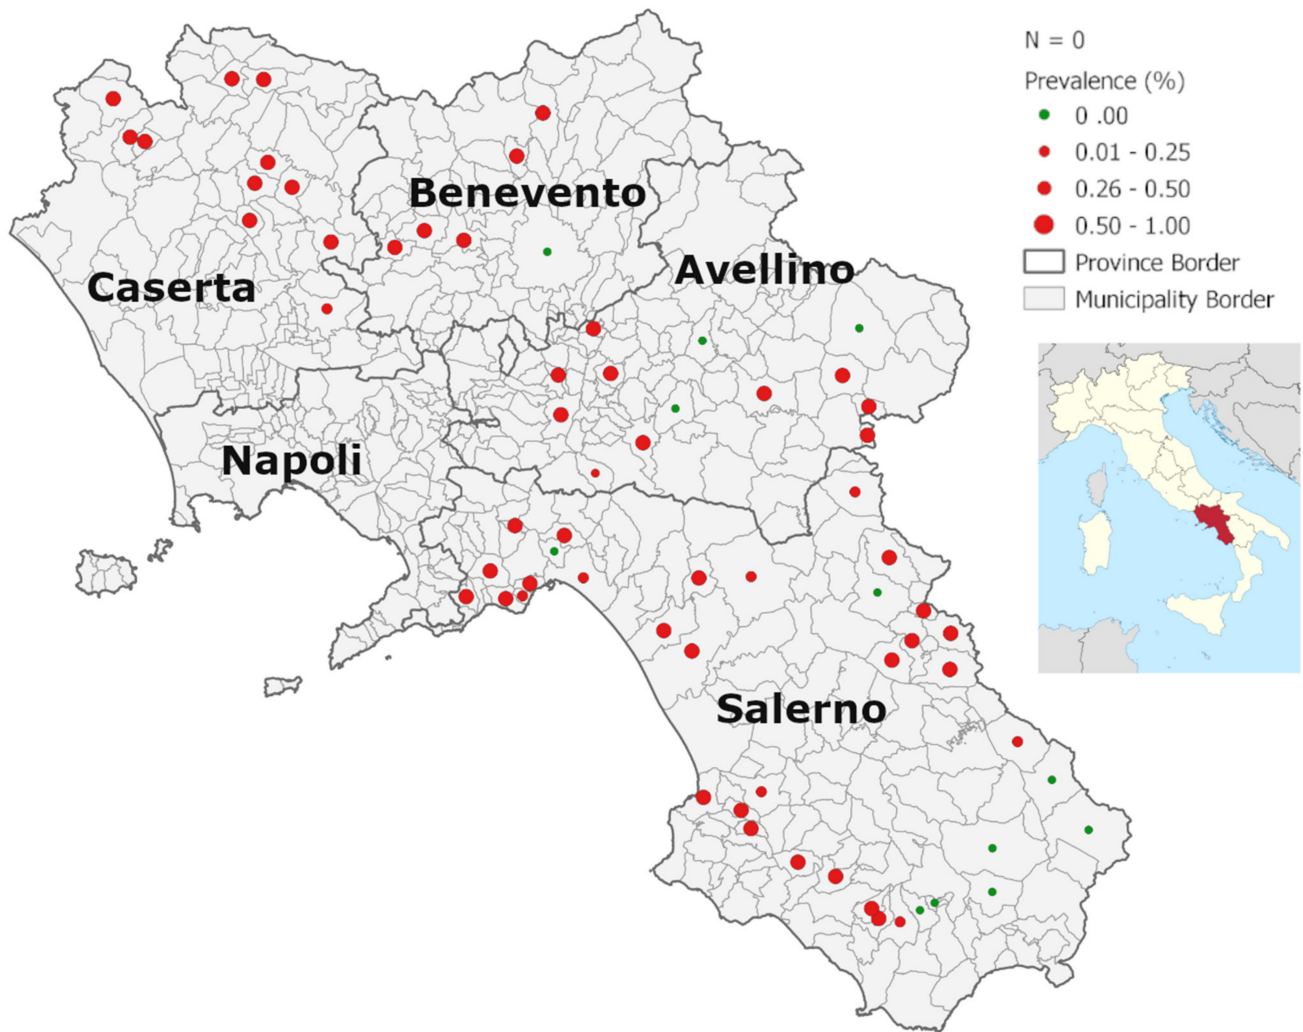 N = 0
Prevalence (%)
0 .00
0.01 - 0.25
0.26 - 0.50
0.50 - 1.00
Province Border
Municipality Border
Benevento
Avellino
Caserta
Napoli
Salerno